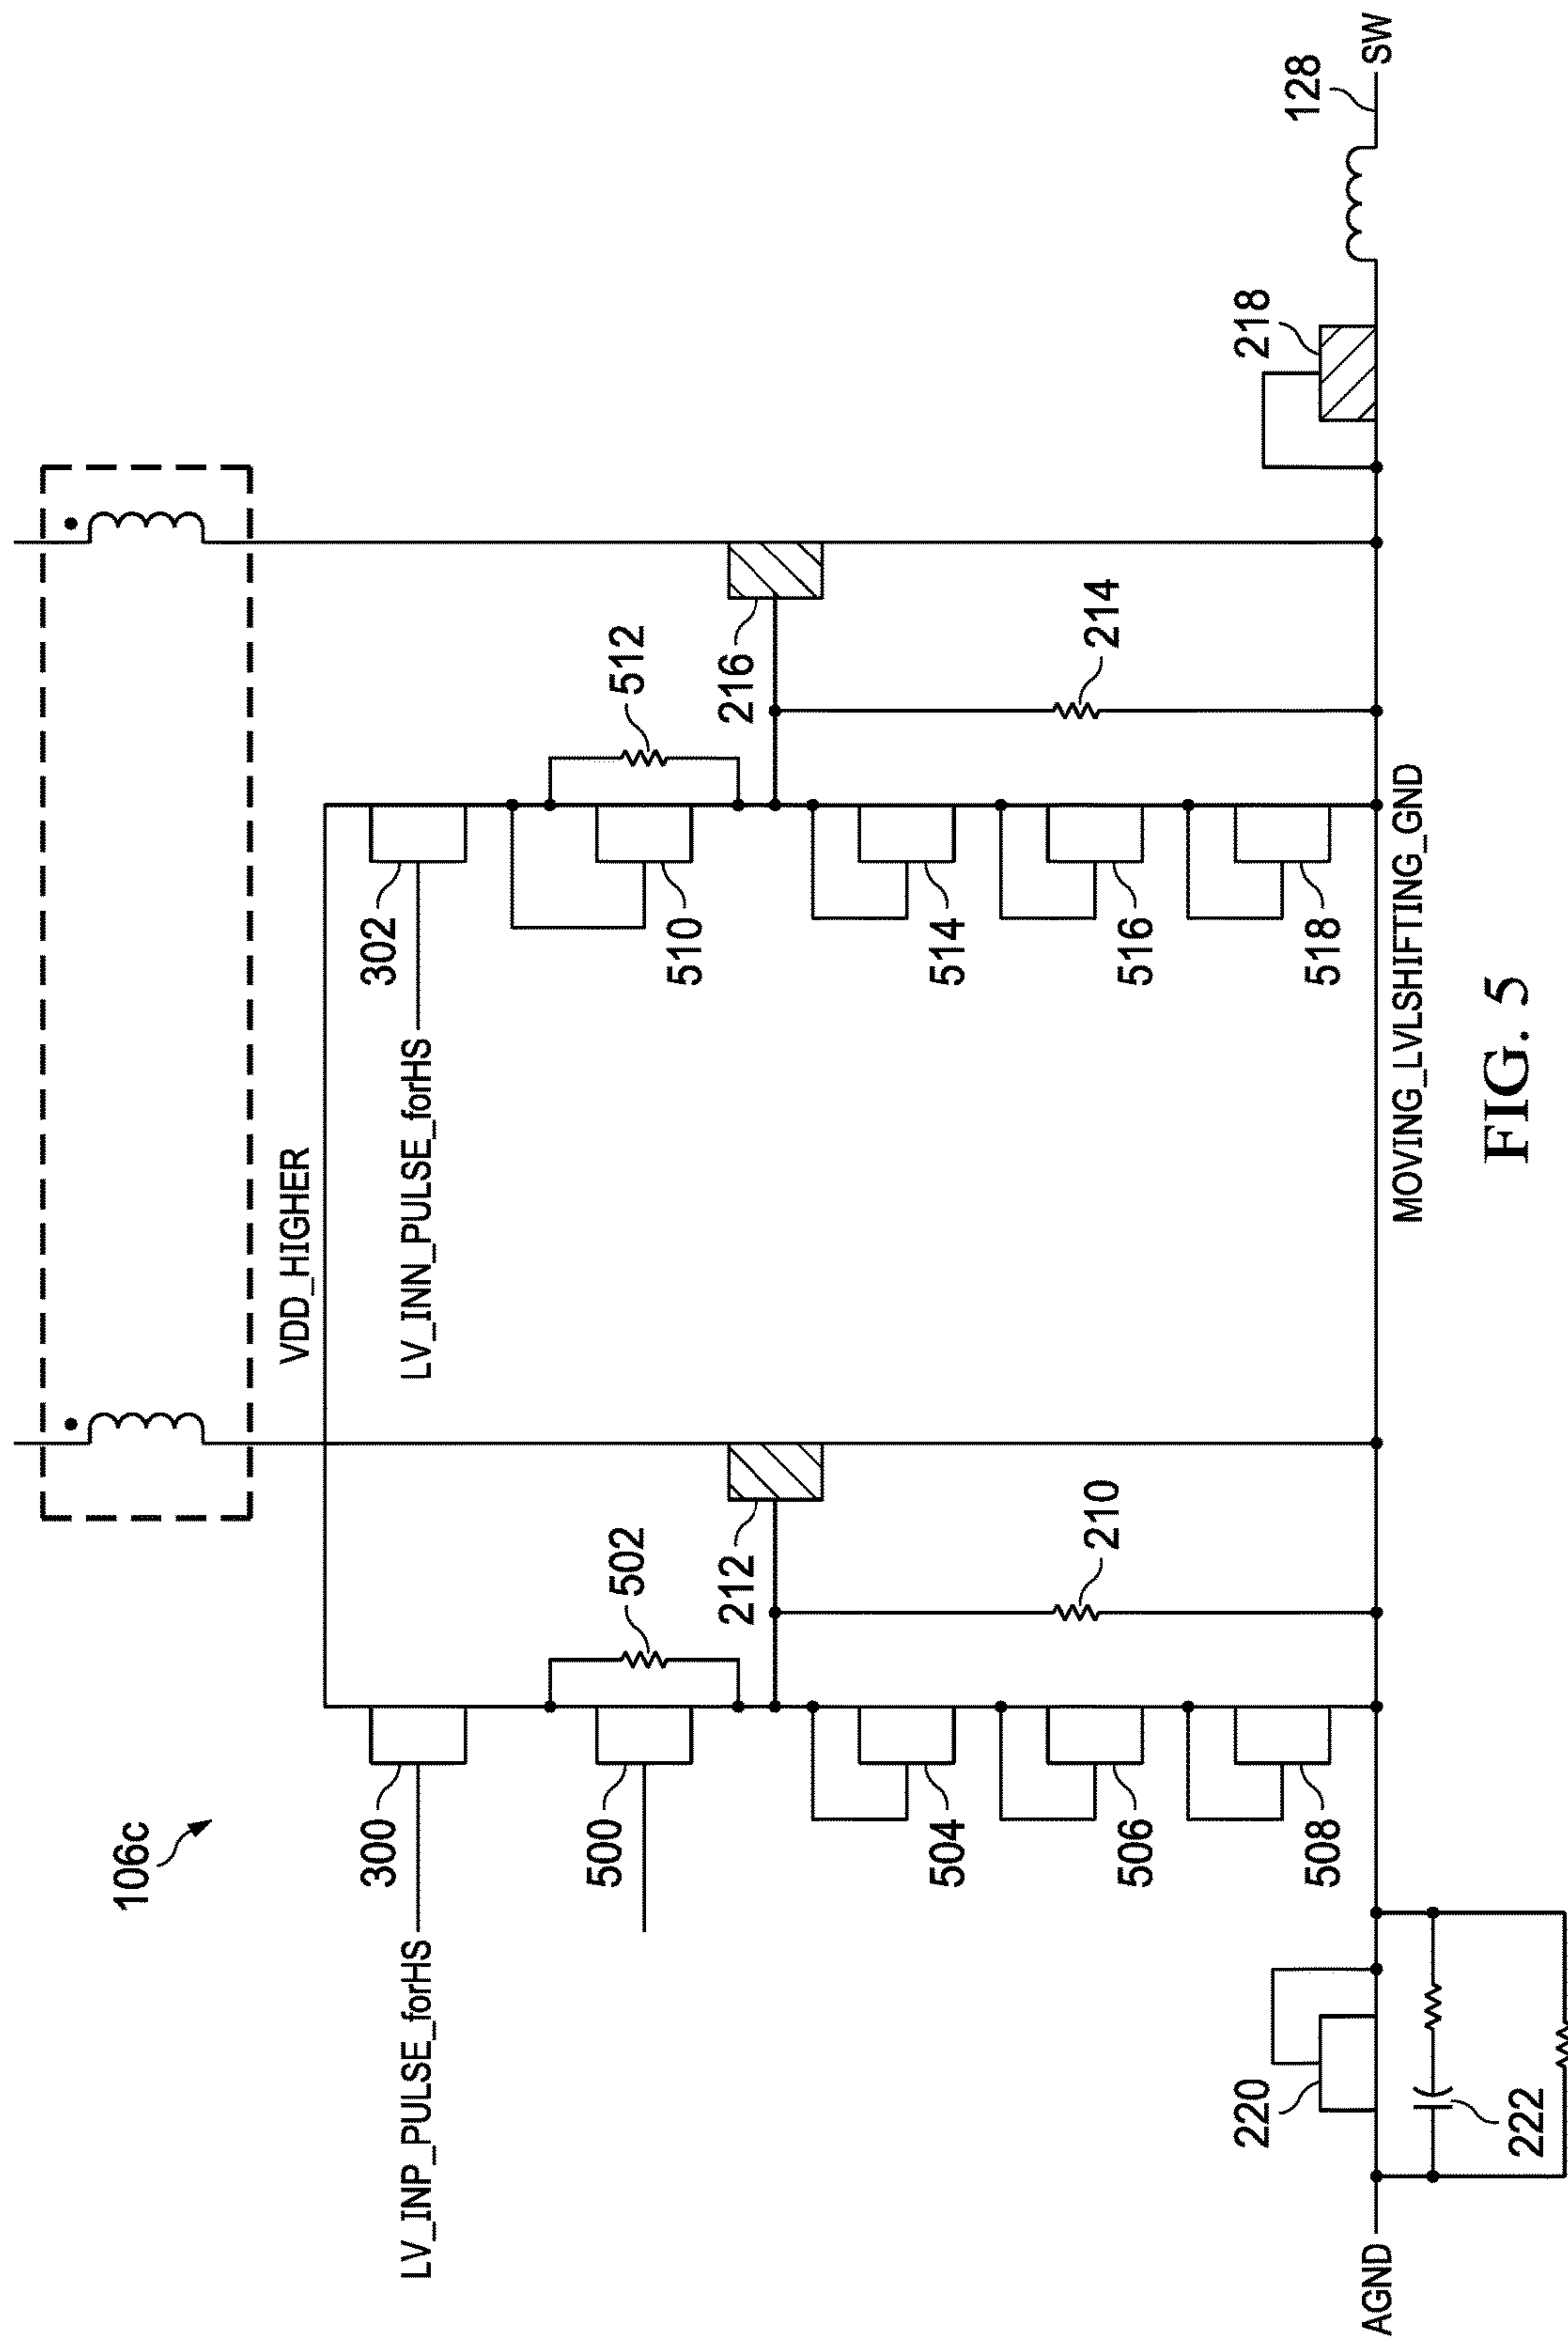 106c
VDD_HIGHER
LV_INP_PULSE_forHS
300
LV_INN_PULSE_forHS
302
500
502
510
512
212
216
504
210
514
214
506
516
508
518
220
218
128
AGND
SW
222
MOVING_LVLSHIFTING_GND
FIG. 5